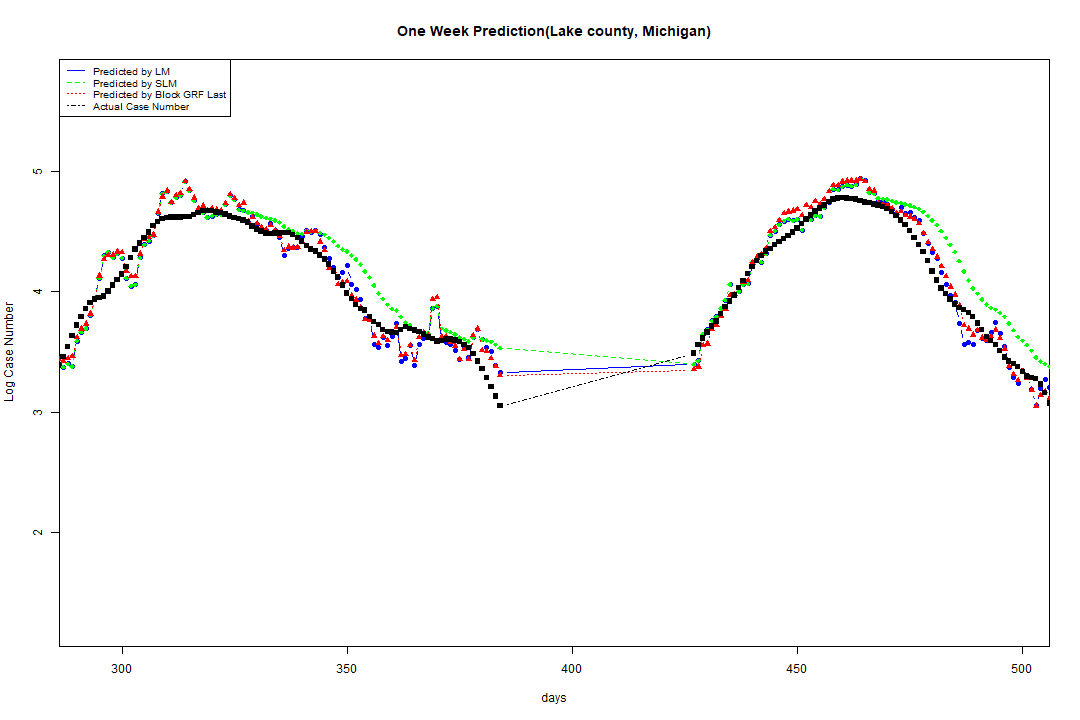 One Week Prediction(Lake county, Michigan)
Predicted by LM
Predicted by SLM
Predicted by Block GRF Last
Actual Case Number
5
4
3
2
Log Case Number
300 350 400 450 500
days